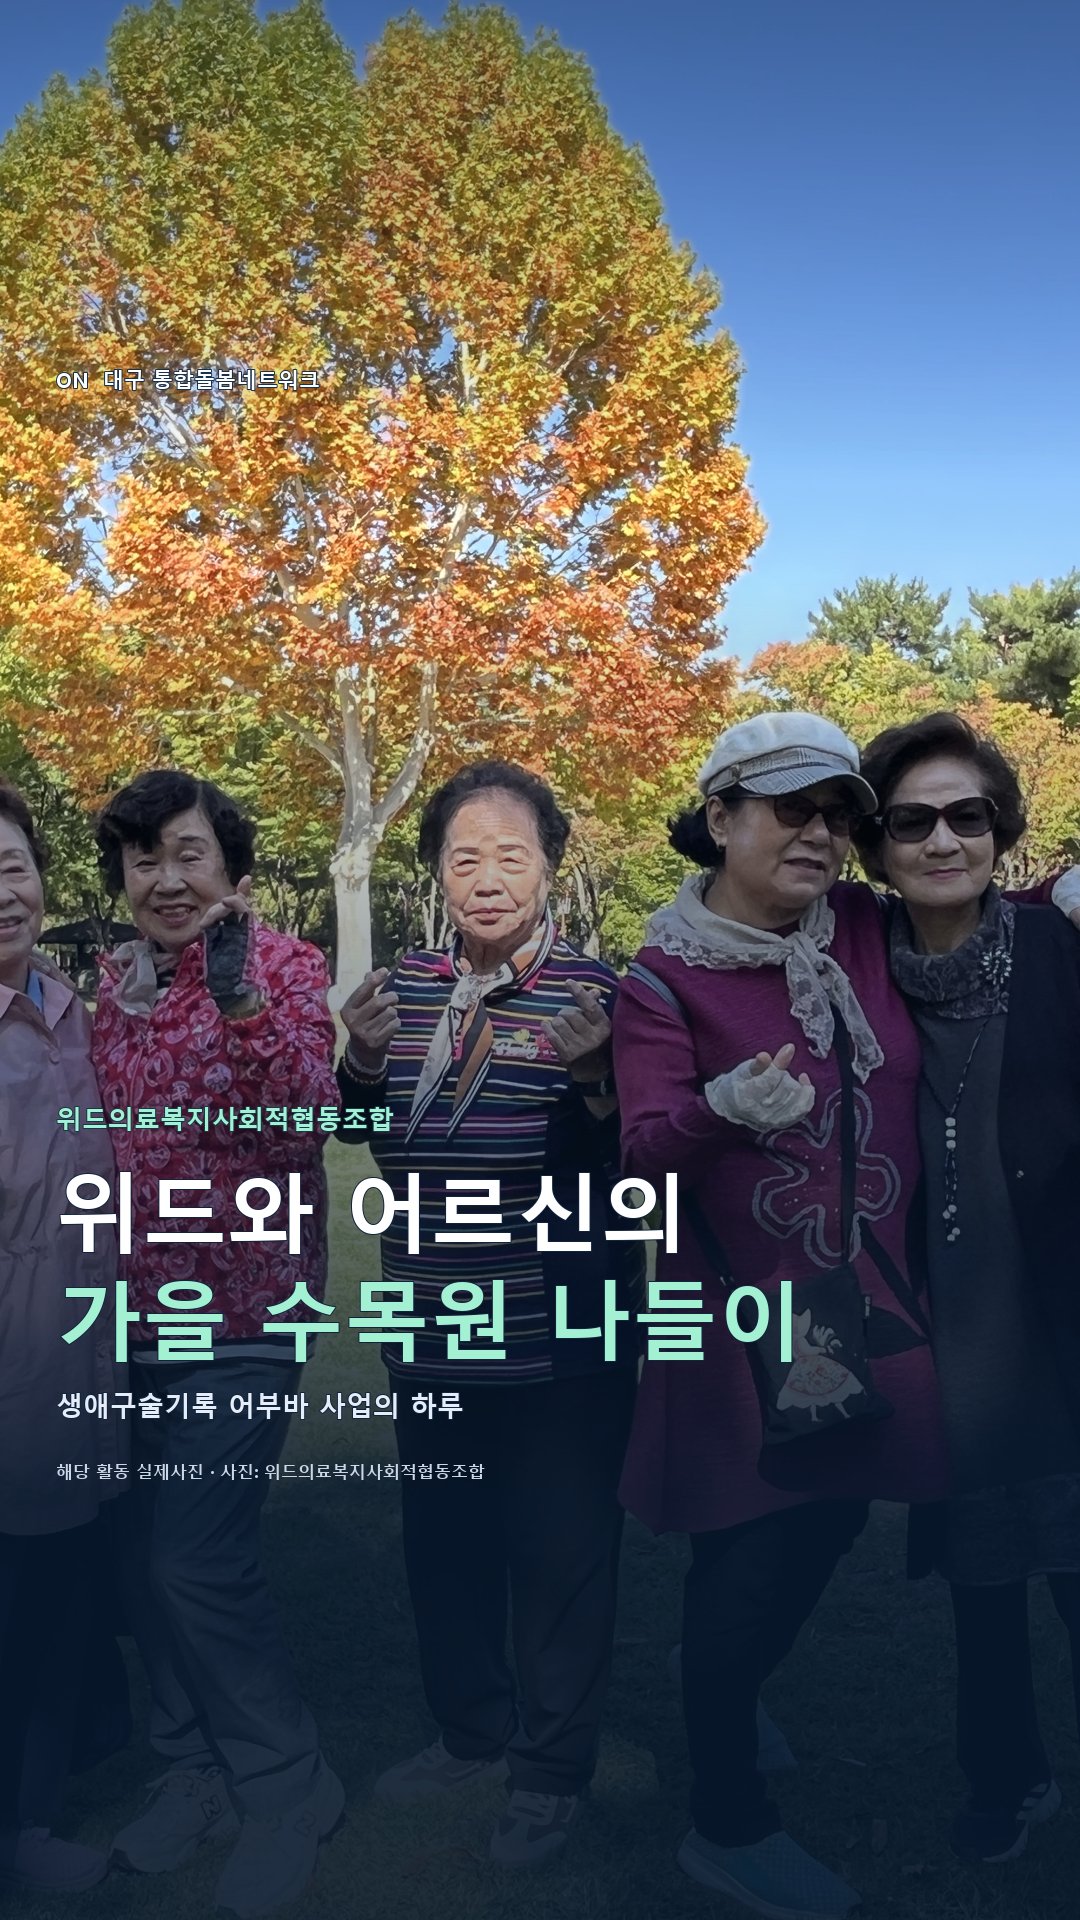 ON 대구 통합돌봄네트워크
위드의료복지사회적협동조합
위드와 어르신의
가을 수목원 나들이
생애구술기록 어부바 사업의 하루
해당 활동 실제사진 · 사진: 위드의료복지사회적협동조합